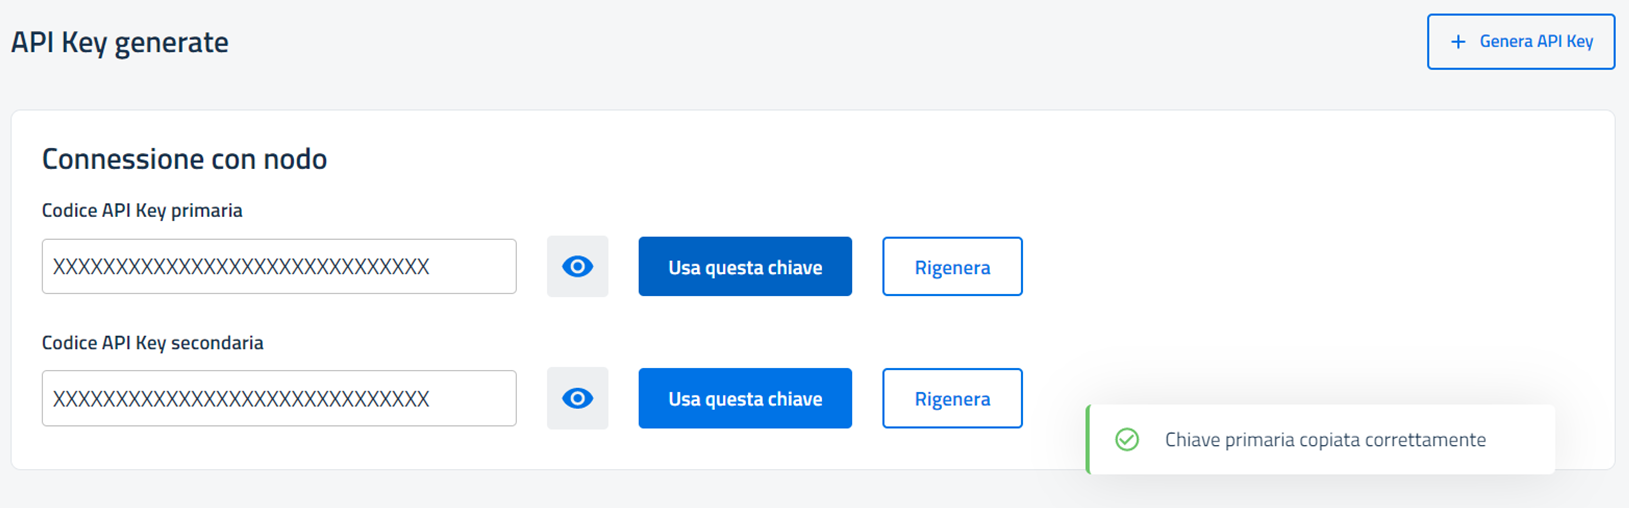 API Key generate
+ Genera API Key
Connessione con nodo
Codice API Key primaria
XXXXXXXXXXXXXXXXXXXXXXXXXXXXXX
Usa questa chiave
Rigenera
Codice API Key secondaria
XXXXXXXXXXXXXXXXXXXXXXXXXXXXXX
Usa questa chiave
Rigenera
Chiave primaria copiata correttamente